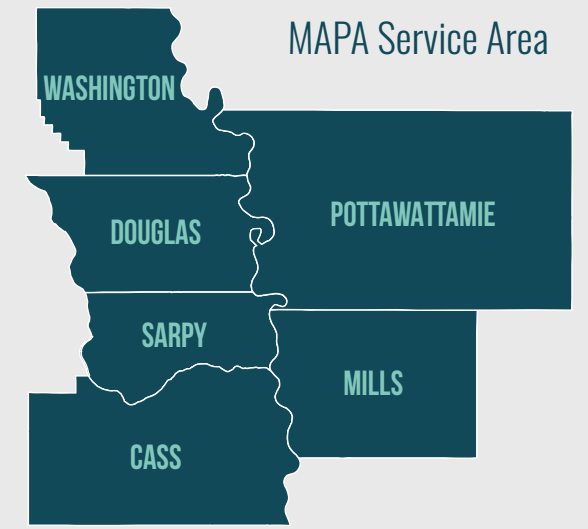 MAPA Service Area
WASHINGTON
POTTAWATTAMIE
DOUGLAS
SARPY
MILLS
CASS